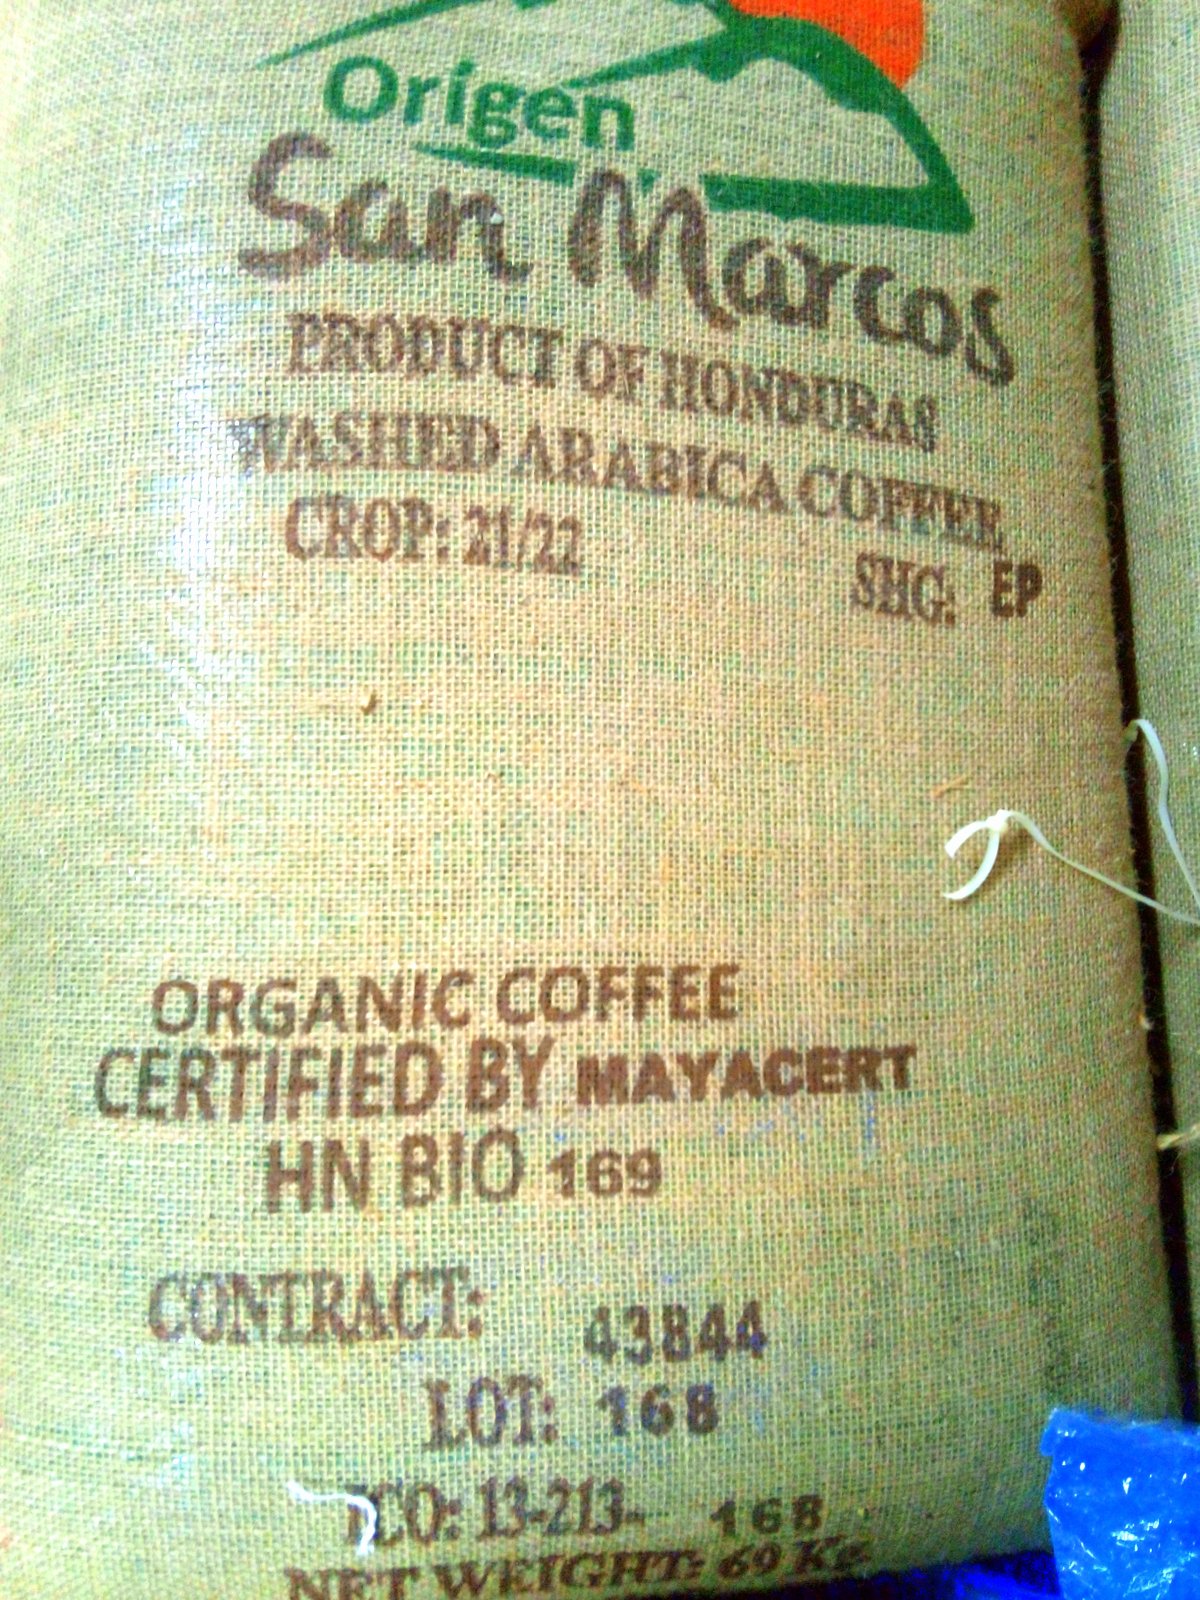 Origen
San Marcos
PRODUCT OF HONDURAS
WASHED ARABICA COFFEE
CROP: 21/22 SHG: EP
ORGANIC COFFEE
CERTIFIED BY MAYACERT
HN BIO 169
CONTRACT: 43844
LOT: 168
ICO: 13-213- 168
NET WEIGHT: 69 Kg